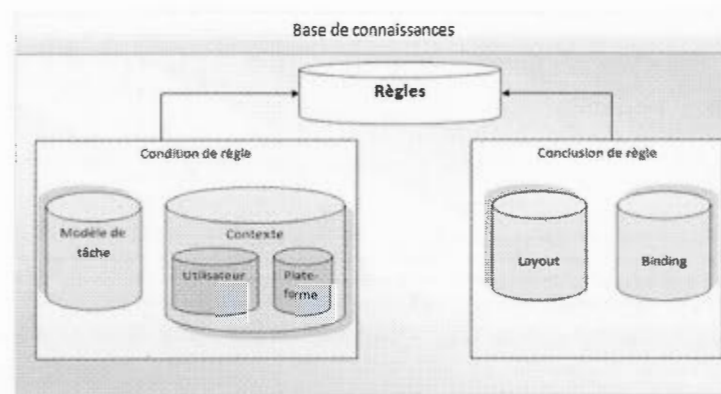 Base de connaissances
Règles
Condition de règle
Modèle de
tâche
Contexte
Utilisateur
Plate-
forme
Conclusion de règle
Layout
Binding